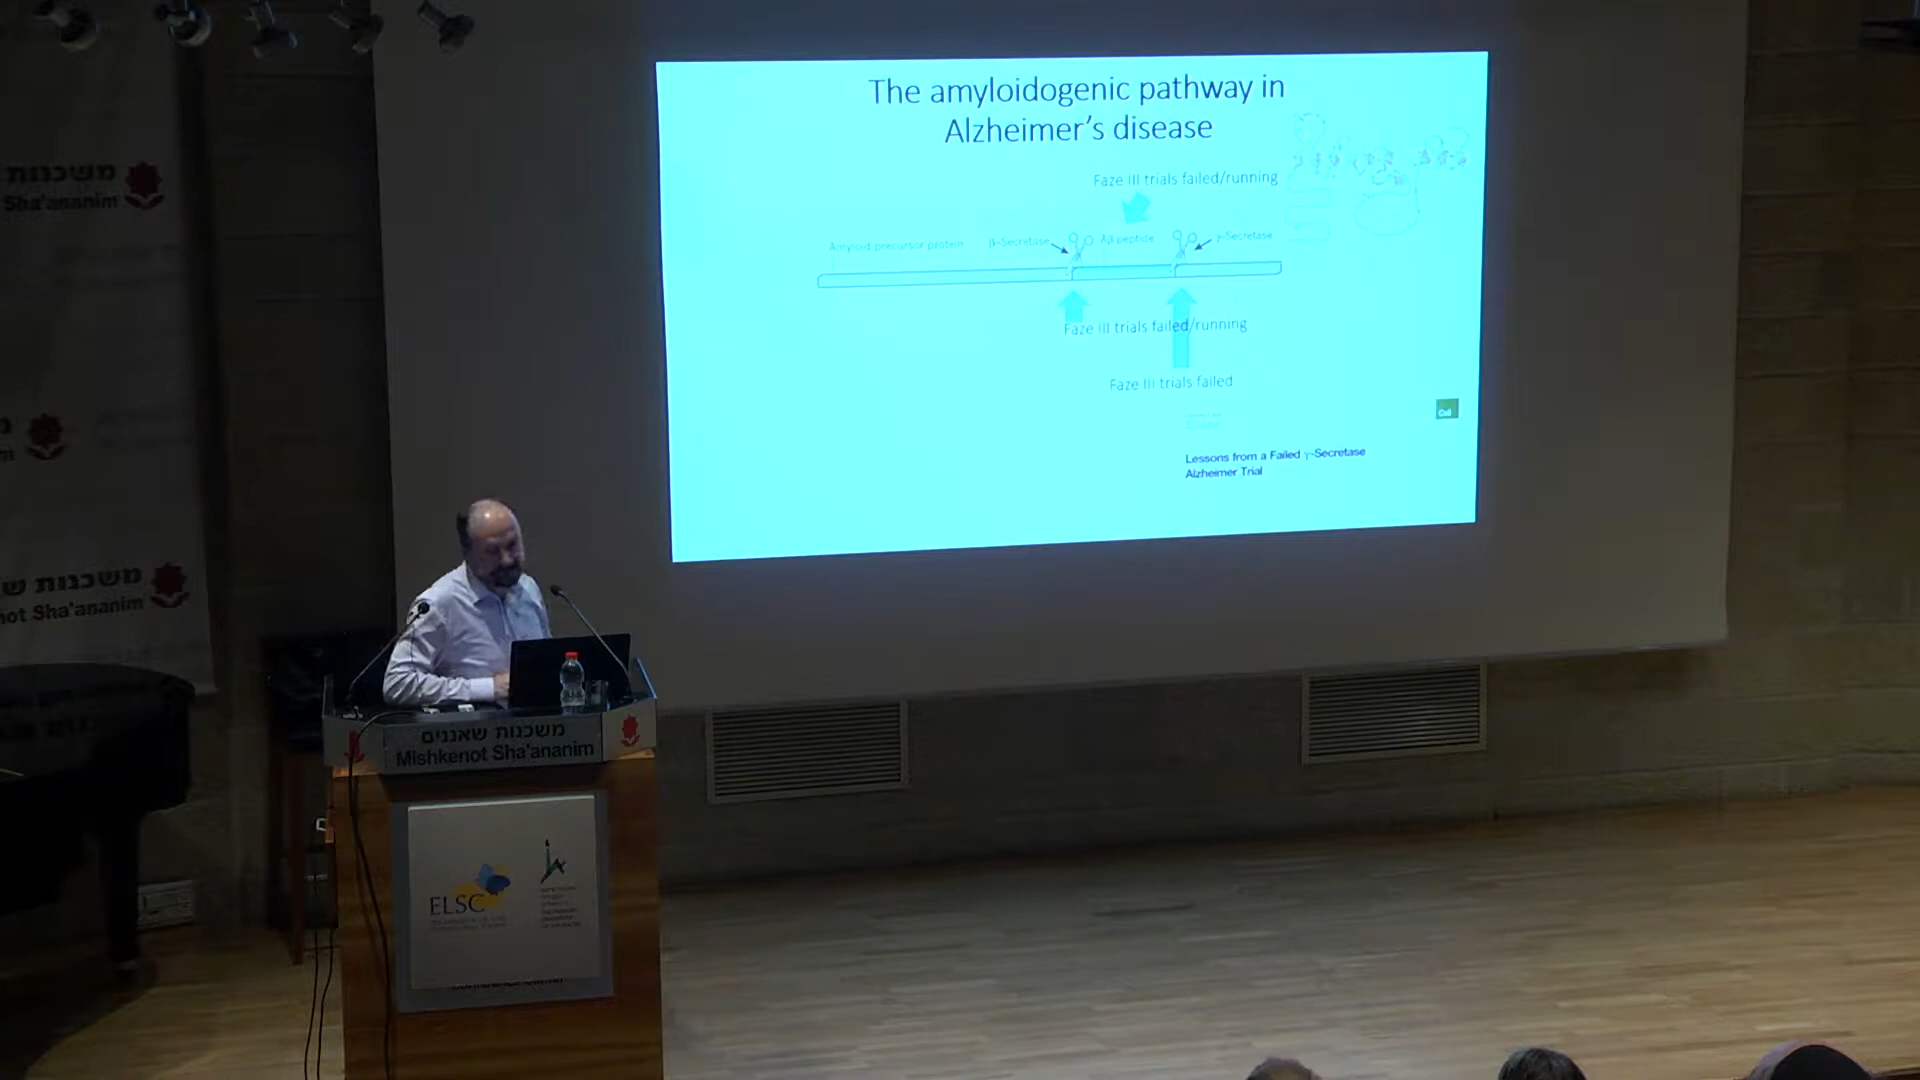 The amyloidogenic pathway in
Alzheimer's disease
Faze III trials failed/running
Amyloid precursor protein
β-Secretase
Aβ peptide
γ-Secretase
Faze III trials failed/running
Faze III trials failed
Cell
Lessons from a Failed γ-Secretase
Alzheimer Trial
משכנות
Sha'ananim
משכנות ש
not Sha'ananim
משכנות שאננים
Mishkenot Sha'ananim
ELSC